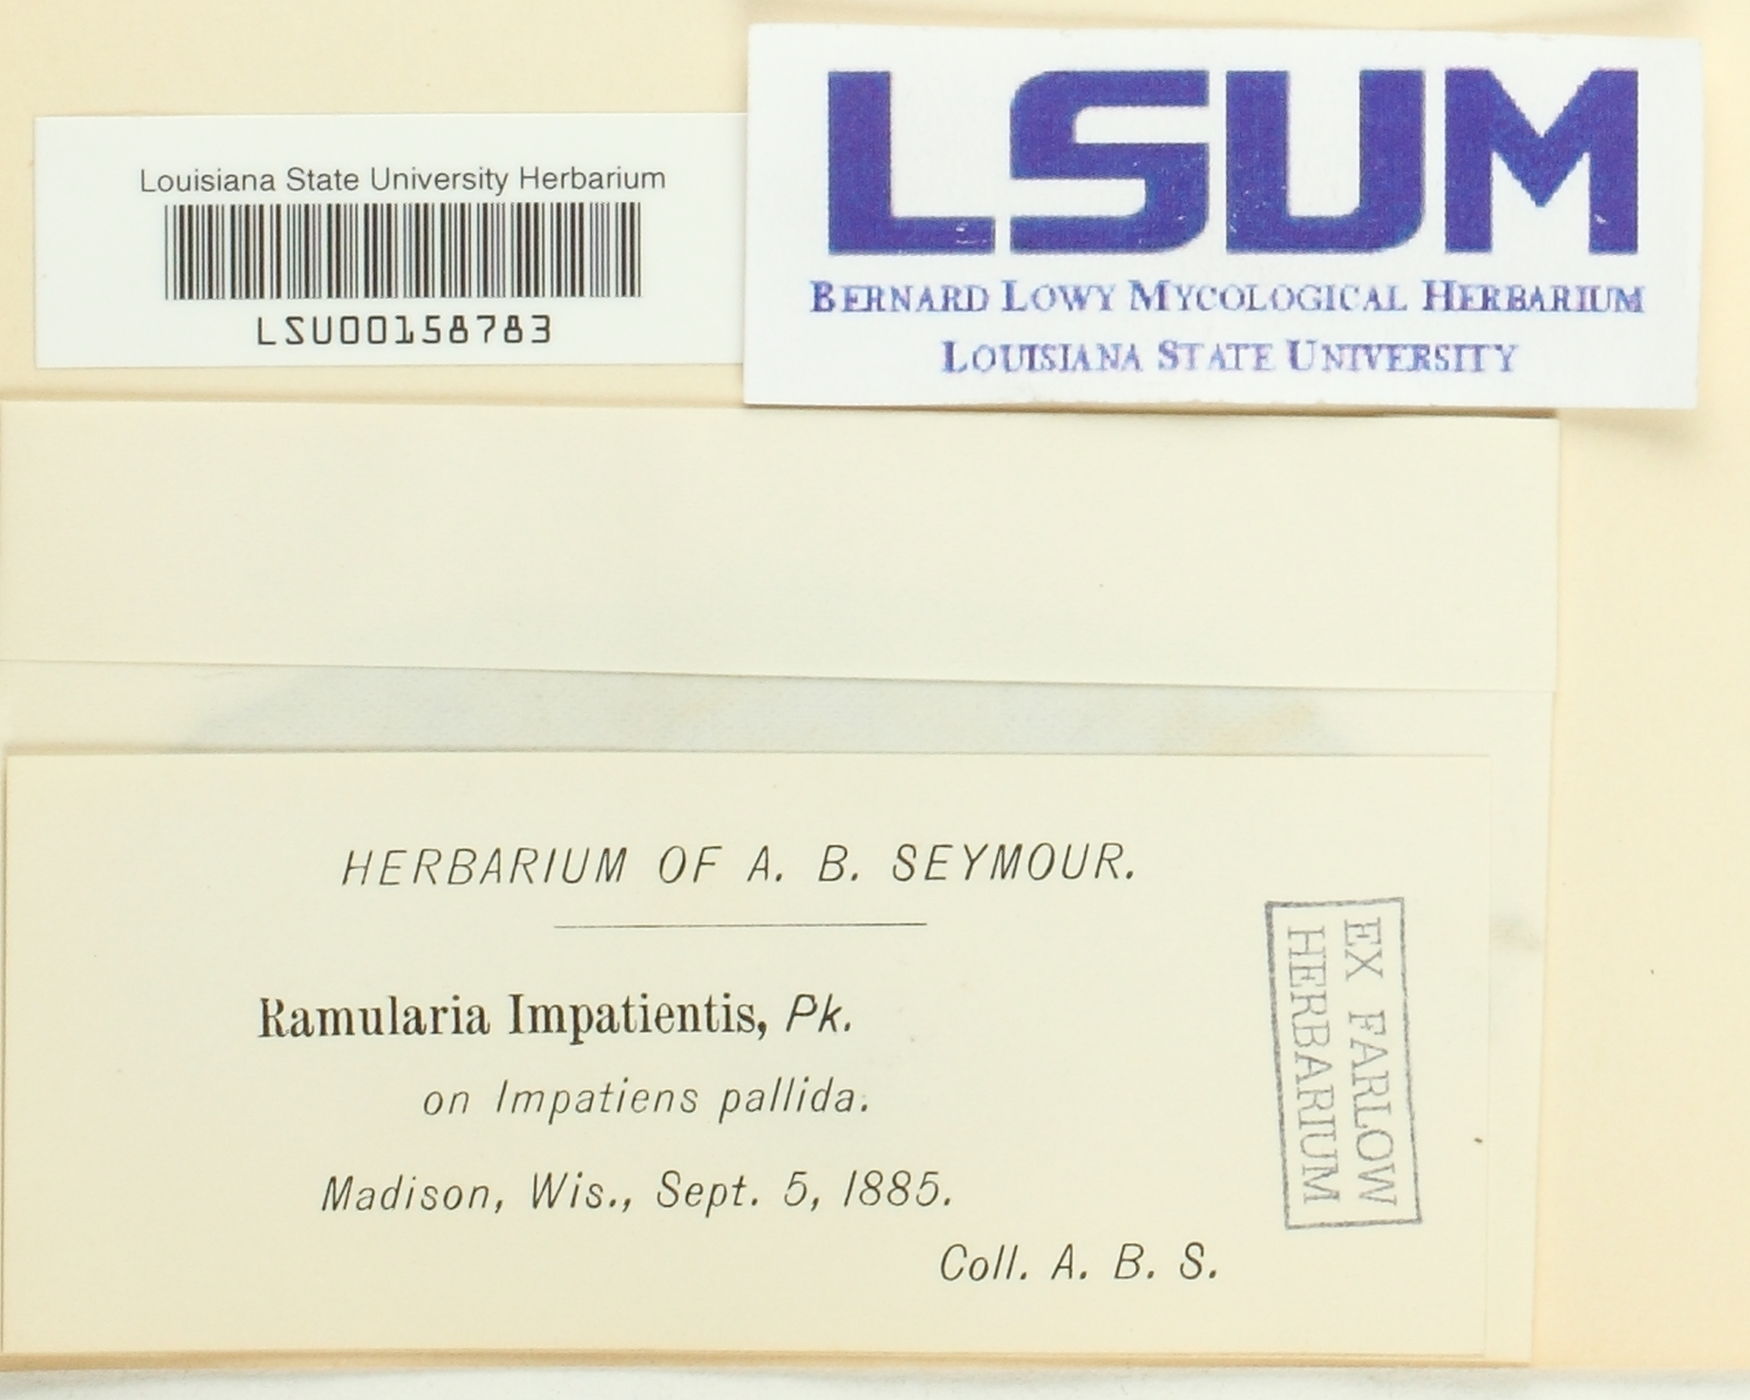 Louisiana State University Herbarium
LSU00158783
LSUM
BERNARD LOWY MYCOLOGICAL HERBARIUM
LOUISIANA STATE UNIVERSITY
HERBARIUM OF A. B. SEYMOUR.
Ramularia Impatientis, Pk.
on Impatiens pallida.
Madison, Wis., Sept. 5, 1885.
Coll. A. B. S.
EX FARLOW
HERBARIUM